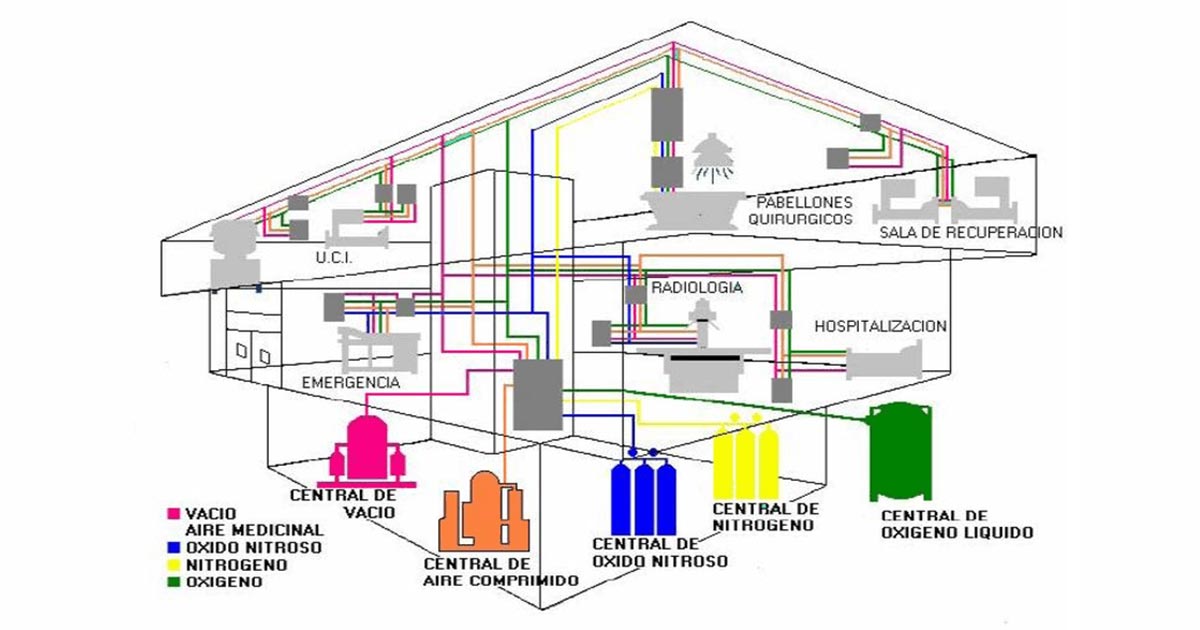 PABELLONES
QUIRURGICOS
SALA DE RECUPERACION
U.C.I.
RADIOLOGIA
HOSPITALIZACION
EMERGENCIA
CENTRAL DE
VACIO
VACIO
AIRE MEDICINAL
OXIDO NITROSO
NITROGENO
OXIGENO
CENTRAL DE
AIRE COMPRIMIDO
CENTRAL DE
OXIDO NITROSO
CENTRAL DE
NITROGENO
CENTRAL DE
OXIGENO LIQUIDO